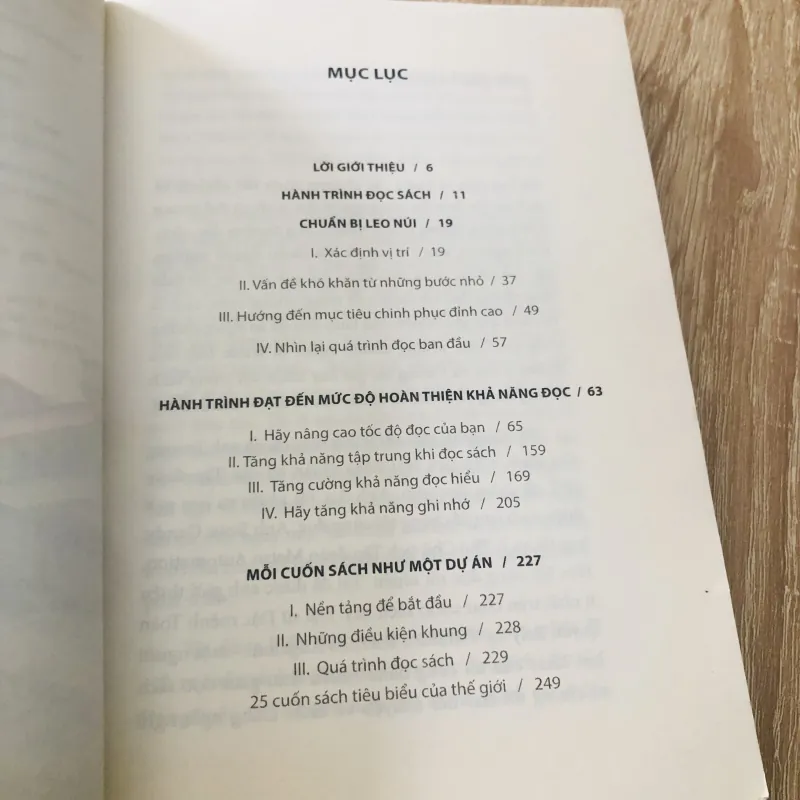 MỤC LỤC
LỜI GIỚI THIỆU / 6
HÀNH TRÌNH ĐỌC SÁCH / 11
CHUẨN BỊ LEO NÚI / 19
I. Xác định vị trí / 19
II. Vấn đề khó khăn từ những bước nhỏ / 37
III. Hướng đến mục tiêu chinh phục đỉnh cao / 49
IV. Nhìn lại quá trình đọc ban đầu / 57
HÀNH TRÌNH ĐẠT ĐẾN MỨC ĐỘ HOÀN THIỆN KHẢ NĂNG ĐỌC / 63
I. Hãy nâng cao tốc độ đọc của bạn / 65
II. Tăng khả năng tập trung khi đọc sách / 159
III. Tăng cường khả năng đọc hiểu / 169
IV. Hãy tăng khả năng ghi nhớ / 205
MỖI CUỐN SÁCH NHƯ MỘT DỰ ÁN / 227
I. Nền tảng để bắt đầu / 227
II. Những điều kiện khung / 228
III. Quá trình đọc sách / 229
25 cuốn sách tiêu biểu của thế giới / 249